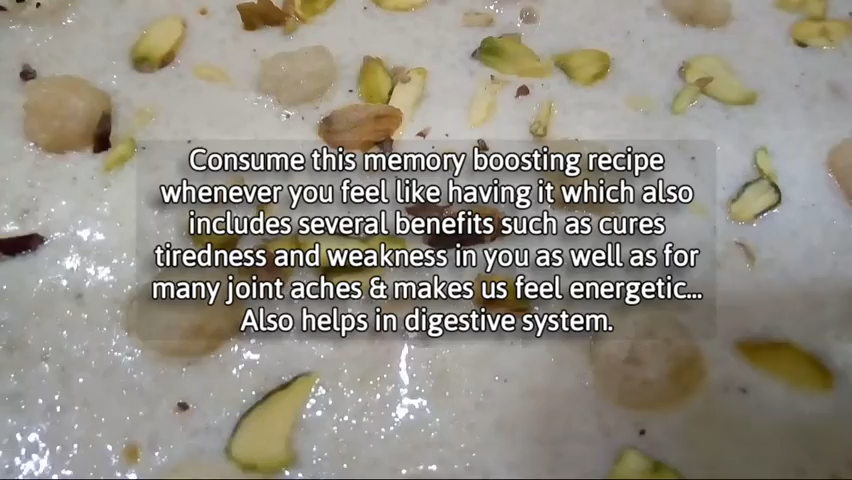 Consume this memory boosting recipe
whenever you feel like having it which also
includes several benefits such as cures
tiredness and weakness in you as well as for
many joint aches & makes us feel energetic...
Also helps in digestive system.